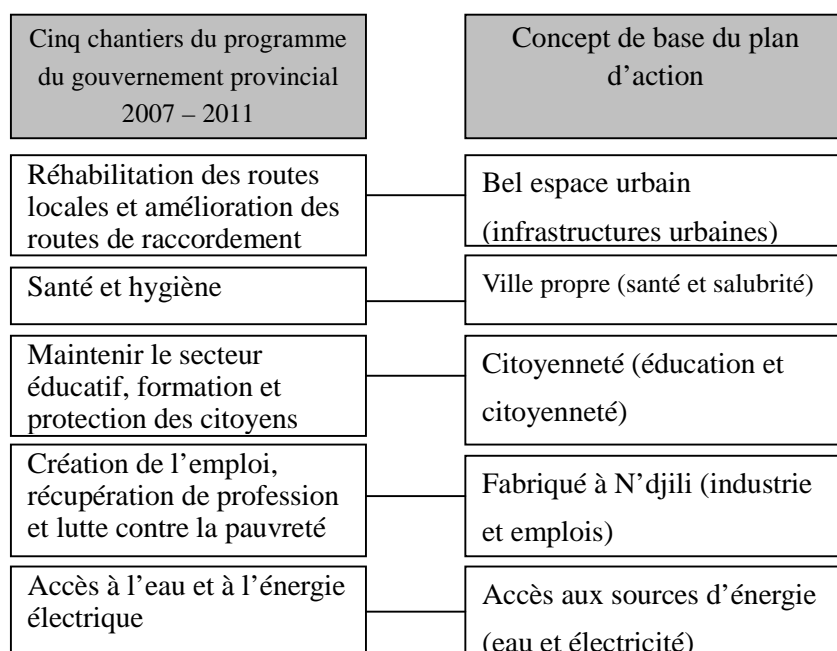 Cinq chantiers du programme
du gouvernement provincial
2007 – 2011
Concept de base du plan
d’action
Réhabilitation des routes
locales et amélioration des
routes de raccordement
Bel espace urbain
(infrastructures urbaines)
Santé et hygiène
Ville propre (santé et salubrité)
Maintenir le secteur
éducatif, formation et
protection des citoyens
Citoyenneté (éducation et
citoyenneté)
Création de l’emploi,
récupération de profession
et lutte contre la pauvreté
Fabriqué à N’djili (industrie
et emplois)
Accès à l’eau et à l’énergie
électrique
Accès aux sources d’énergie
(eau et électricité)